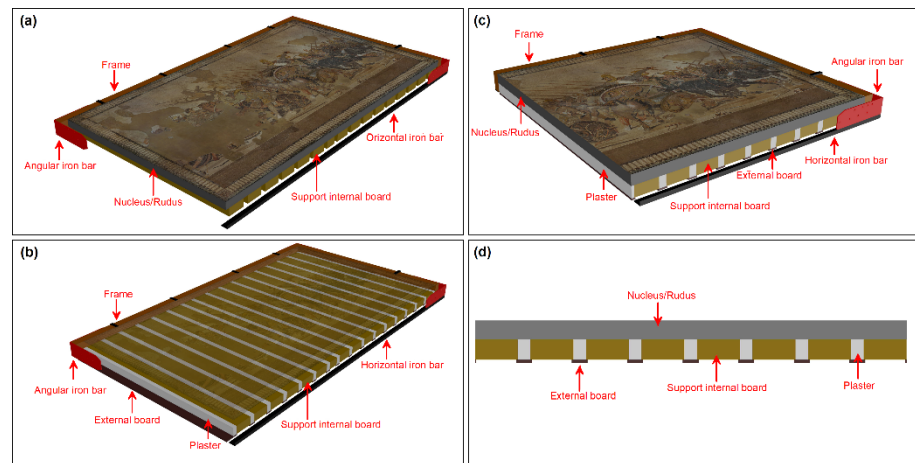 (a)
Frame
Orizontal iron bar
Angular iron bar
Support internal board
Nucleus/Rudus
(b)
Frame
Horizontal iron bar
Angular iron bar
External board
Support internal board
Plaster
(c)
Frame
Angular iron bar
Nucleus/Rudus
External board
Horizontal iron bar
Plaster
Support internal board
(d)
Nucleus/Rudus
External board
Support internal board
Plaster